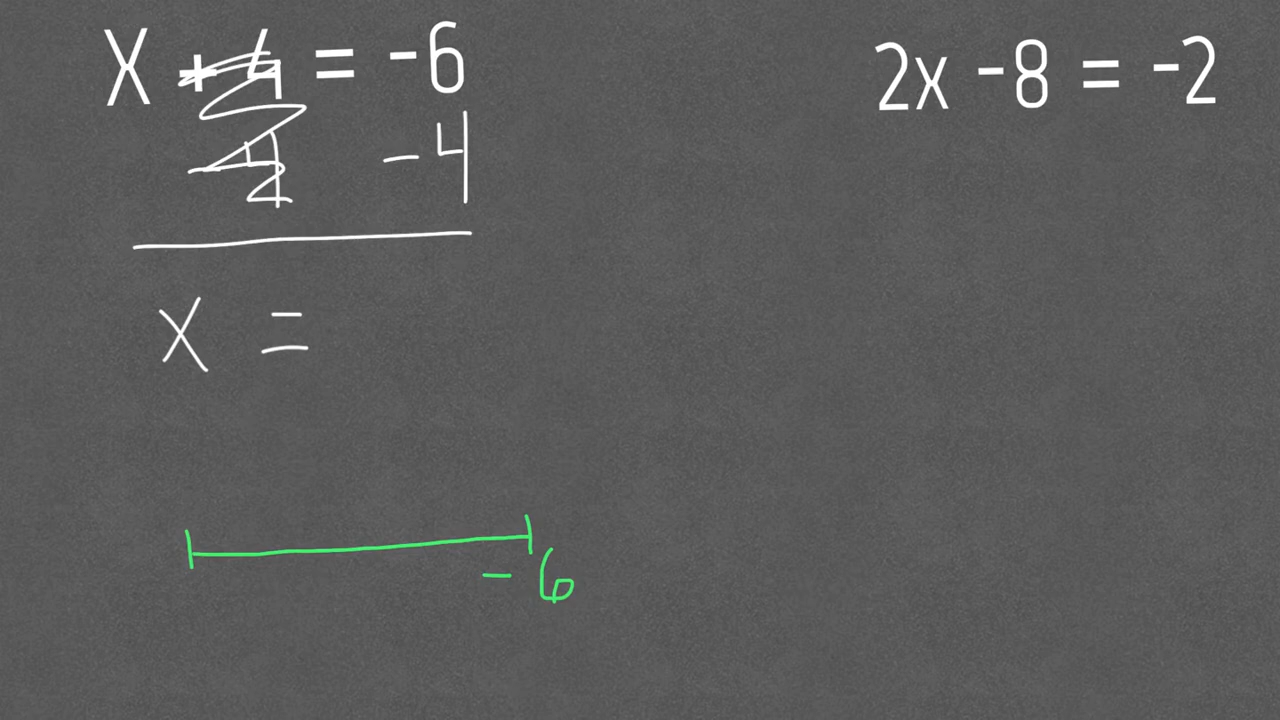 X + 4 = -6
2x - 8 = -2
- 4 - 4
x =
- 6